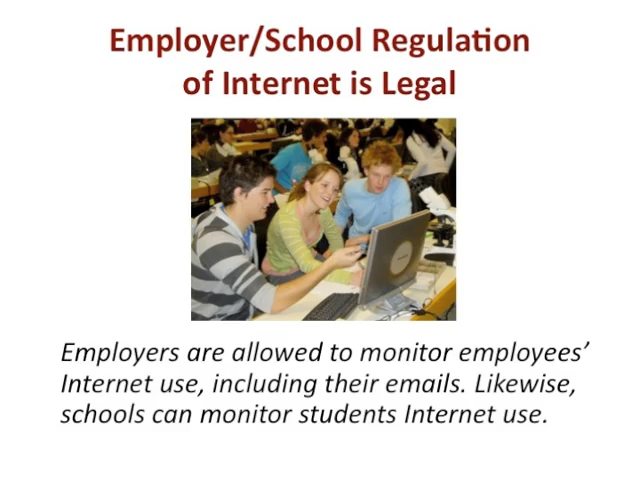 Employer/School Regulation
of Internet is Legal
Employers are allowed to monitor employees’
Internet use, including their emails. Likewise,
schools can monitor students Internet use.